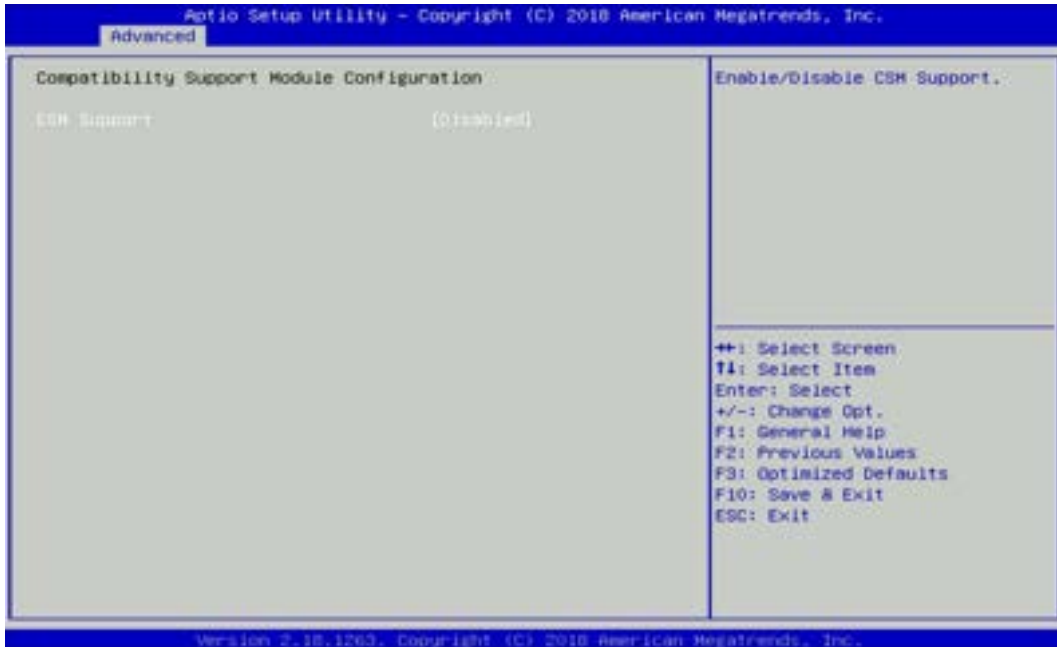 Aptio Setup Utility – Copyright (C) 2018 American Megatrends, Inc.
Advanced
Compatibility Support Module Configuration
Enable/Disable CSM Support.
CSM Support [Disabled]
++: Select Screen
↑↓: Select Item
Enter: Select
+/-: Change Opt.
F1: General Help
F2: Previous Values
F3: Optimized Defaults
F10: Save & Exit
ESC: Exit
Version 2.18.1263. Copyright (C) 2018 American Megatrends, Inc.